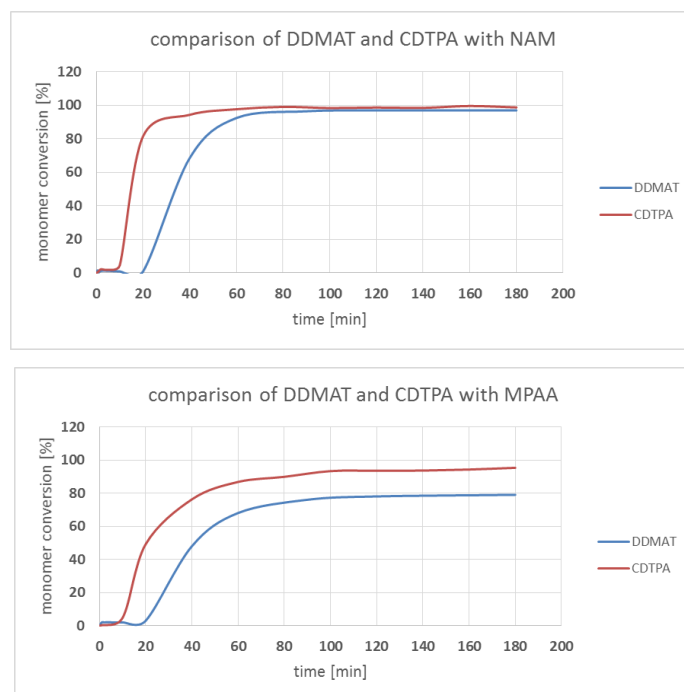 comparison of DDMAT and CDTPA with NAM
monomer conversion [%]
120
100
80
60
40
20
0
0 20 40 60 80 100 120 140 160 180 200
time [min]
DDMAT
CDTPA
comparison of DDMAT and CDTPA with MPAA
monomer conversion [%]
120
100
80
60
40
20
0
0 20 40 60 80 100 120 140 160 180 200
time [min]
DDMAT
CDTPA